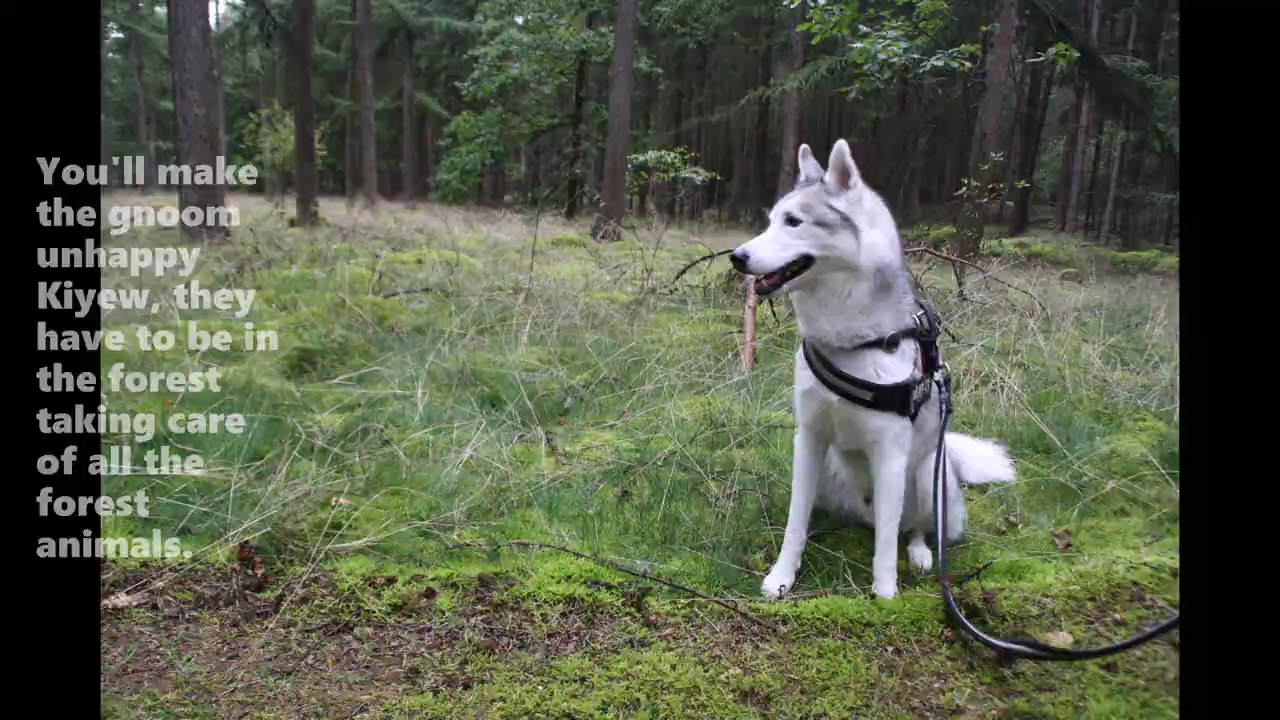 You'll make
the gnoom
unhappy
Kiyew, they
have to be in
the forest
taking care
of all the
forest
animals.